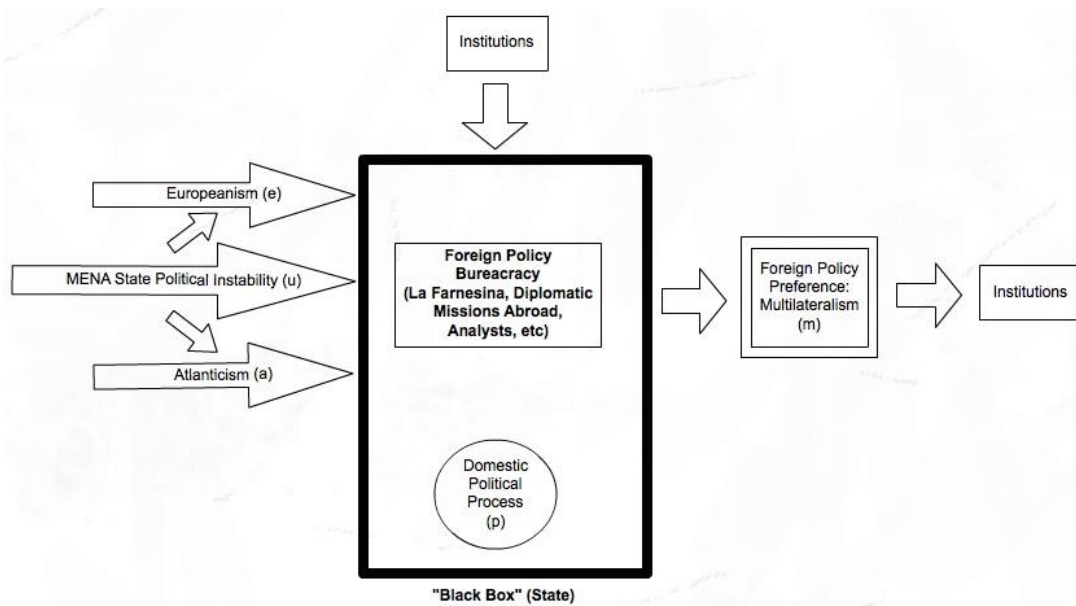 Institutions
Europeanism (e)
MENA State Political Instability (u)
Atlanticism (a)
Foreign Policy
Bureacracy
(La Farnesina, Diplomatic
Missions Abroad,
Analysts, etc)
Domestic
Political
Process
(p)
Foreign Policy
Preference:
Multilateralism
(m)
Institutions
"Black Box" (State)